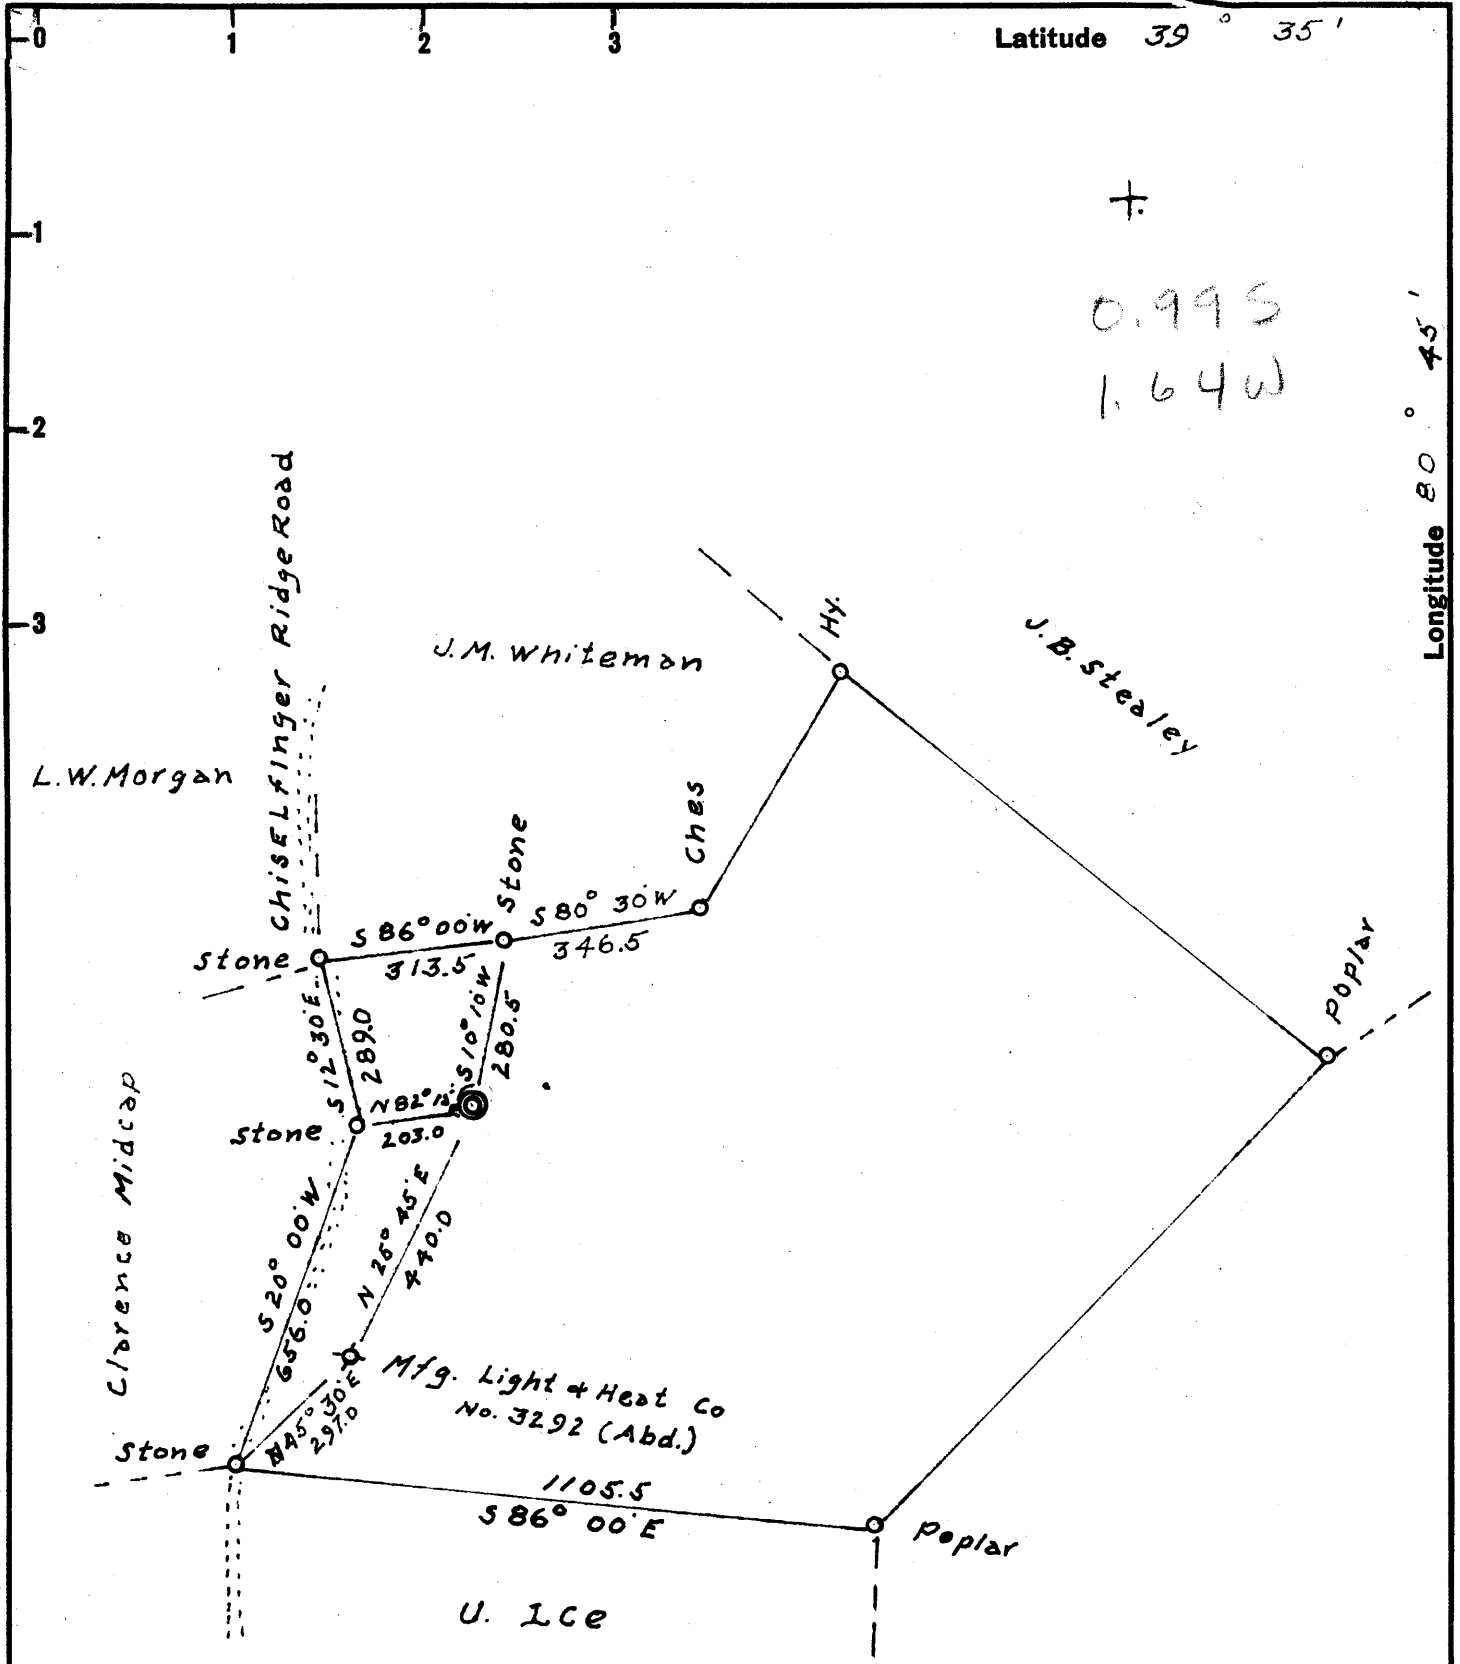 0 1 2 3 Latitude 39° 35'
1
2
3
0.99 S
1.64 W
Longitude 80° 45'
Chiselfinger Ridge Road
J.M. Whiteman
Hy.
J.B. Stealey
L.W. Morgan
Stone
Ches
S 86° 00' W
313.5
S 80° 30' W
346.5
Stone
Poplar
S 12° 30' E
289.0
S 10° 10' W
280.5
Stone
N 82° 15'
203.0
Clarence Midcap
S 20° 00' W
656.0
N 26° 45' E
440.0
Mfg. Light & Heat Co
No. 3292 (Abd.)
Stone
N 45° 30' E
297.0
1105.5
S 86° 00' E
Poplar
U. Ice